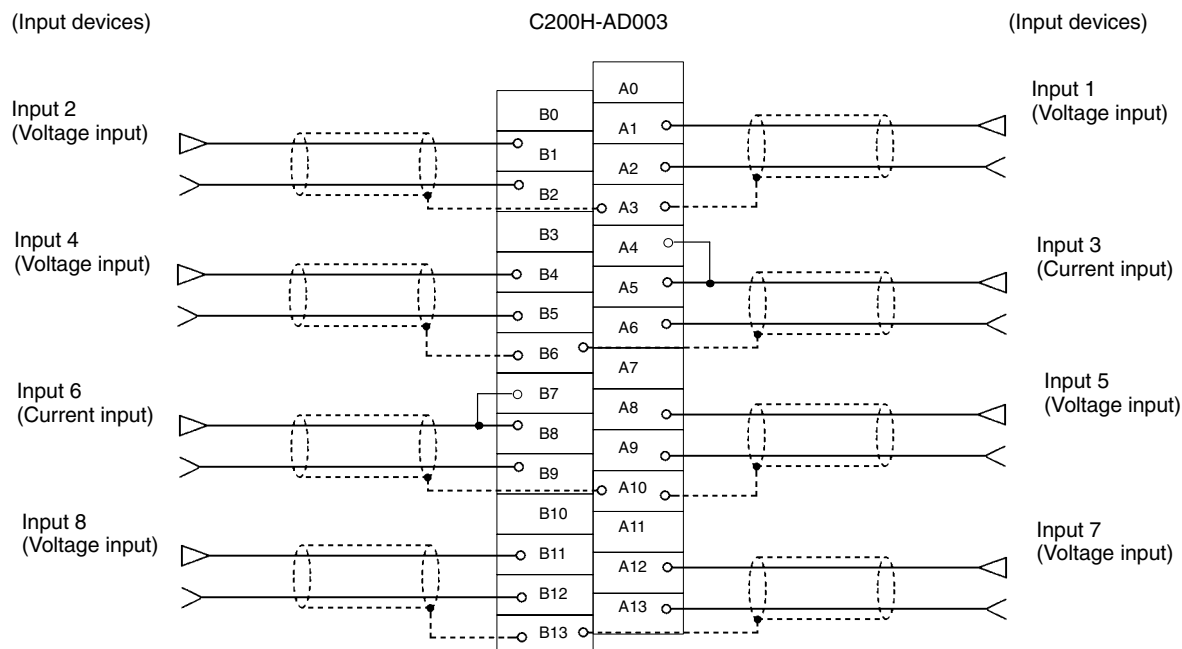 (Input devices)
C200H-AD003
(Input devices)
Input 2
(Voltage input)
Input 4
(Voltage input)
Input 6
(Current input)
Input 8
(Voltage input)
B0
B1
B2
B3
B4
B5
B6
B7
B8
B9
B10
B11
B12
B13
A0
A1
A2
A3
A4
A5
A6
A7
A8
A9
A10
A11
A12
A13
Input 1
(Voltage input)
Input 3
(Current input)
Input 5
(Voltage input)
Input 7
(Voltage input)